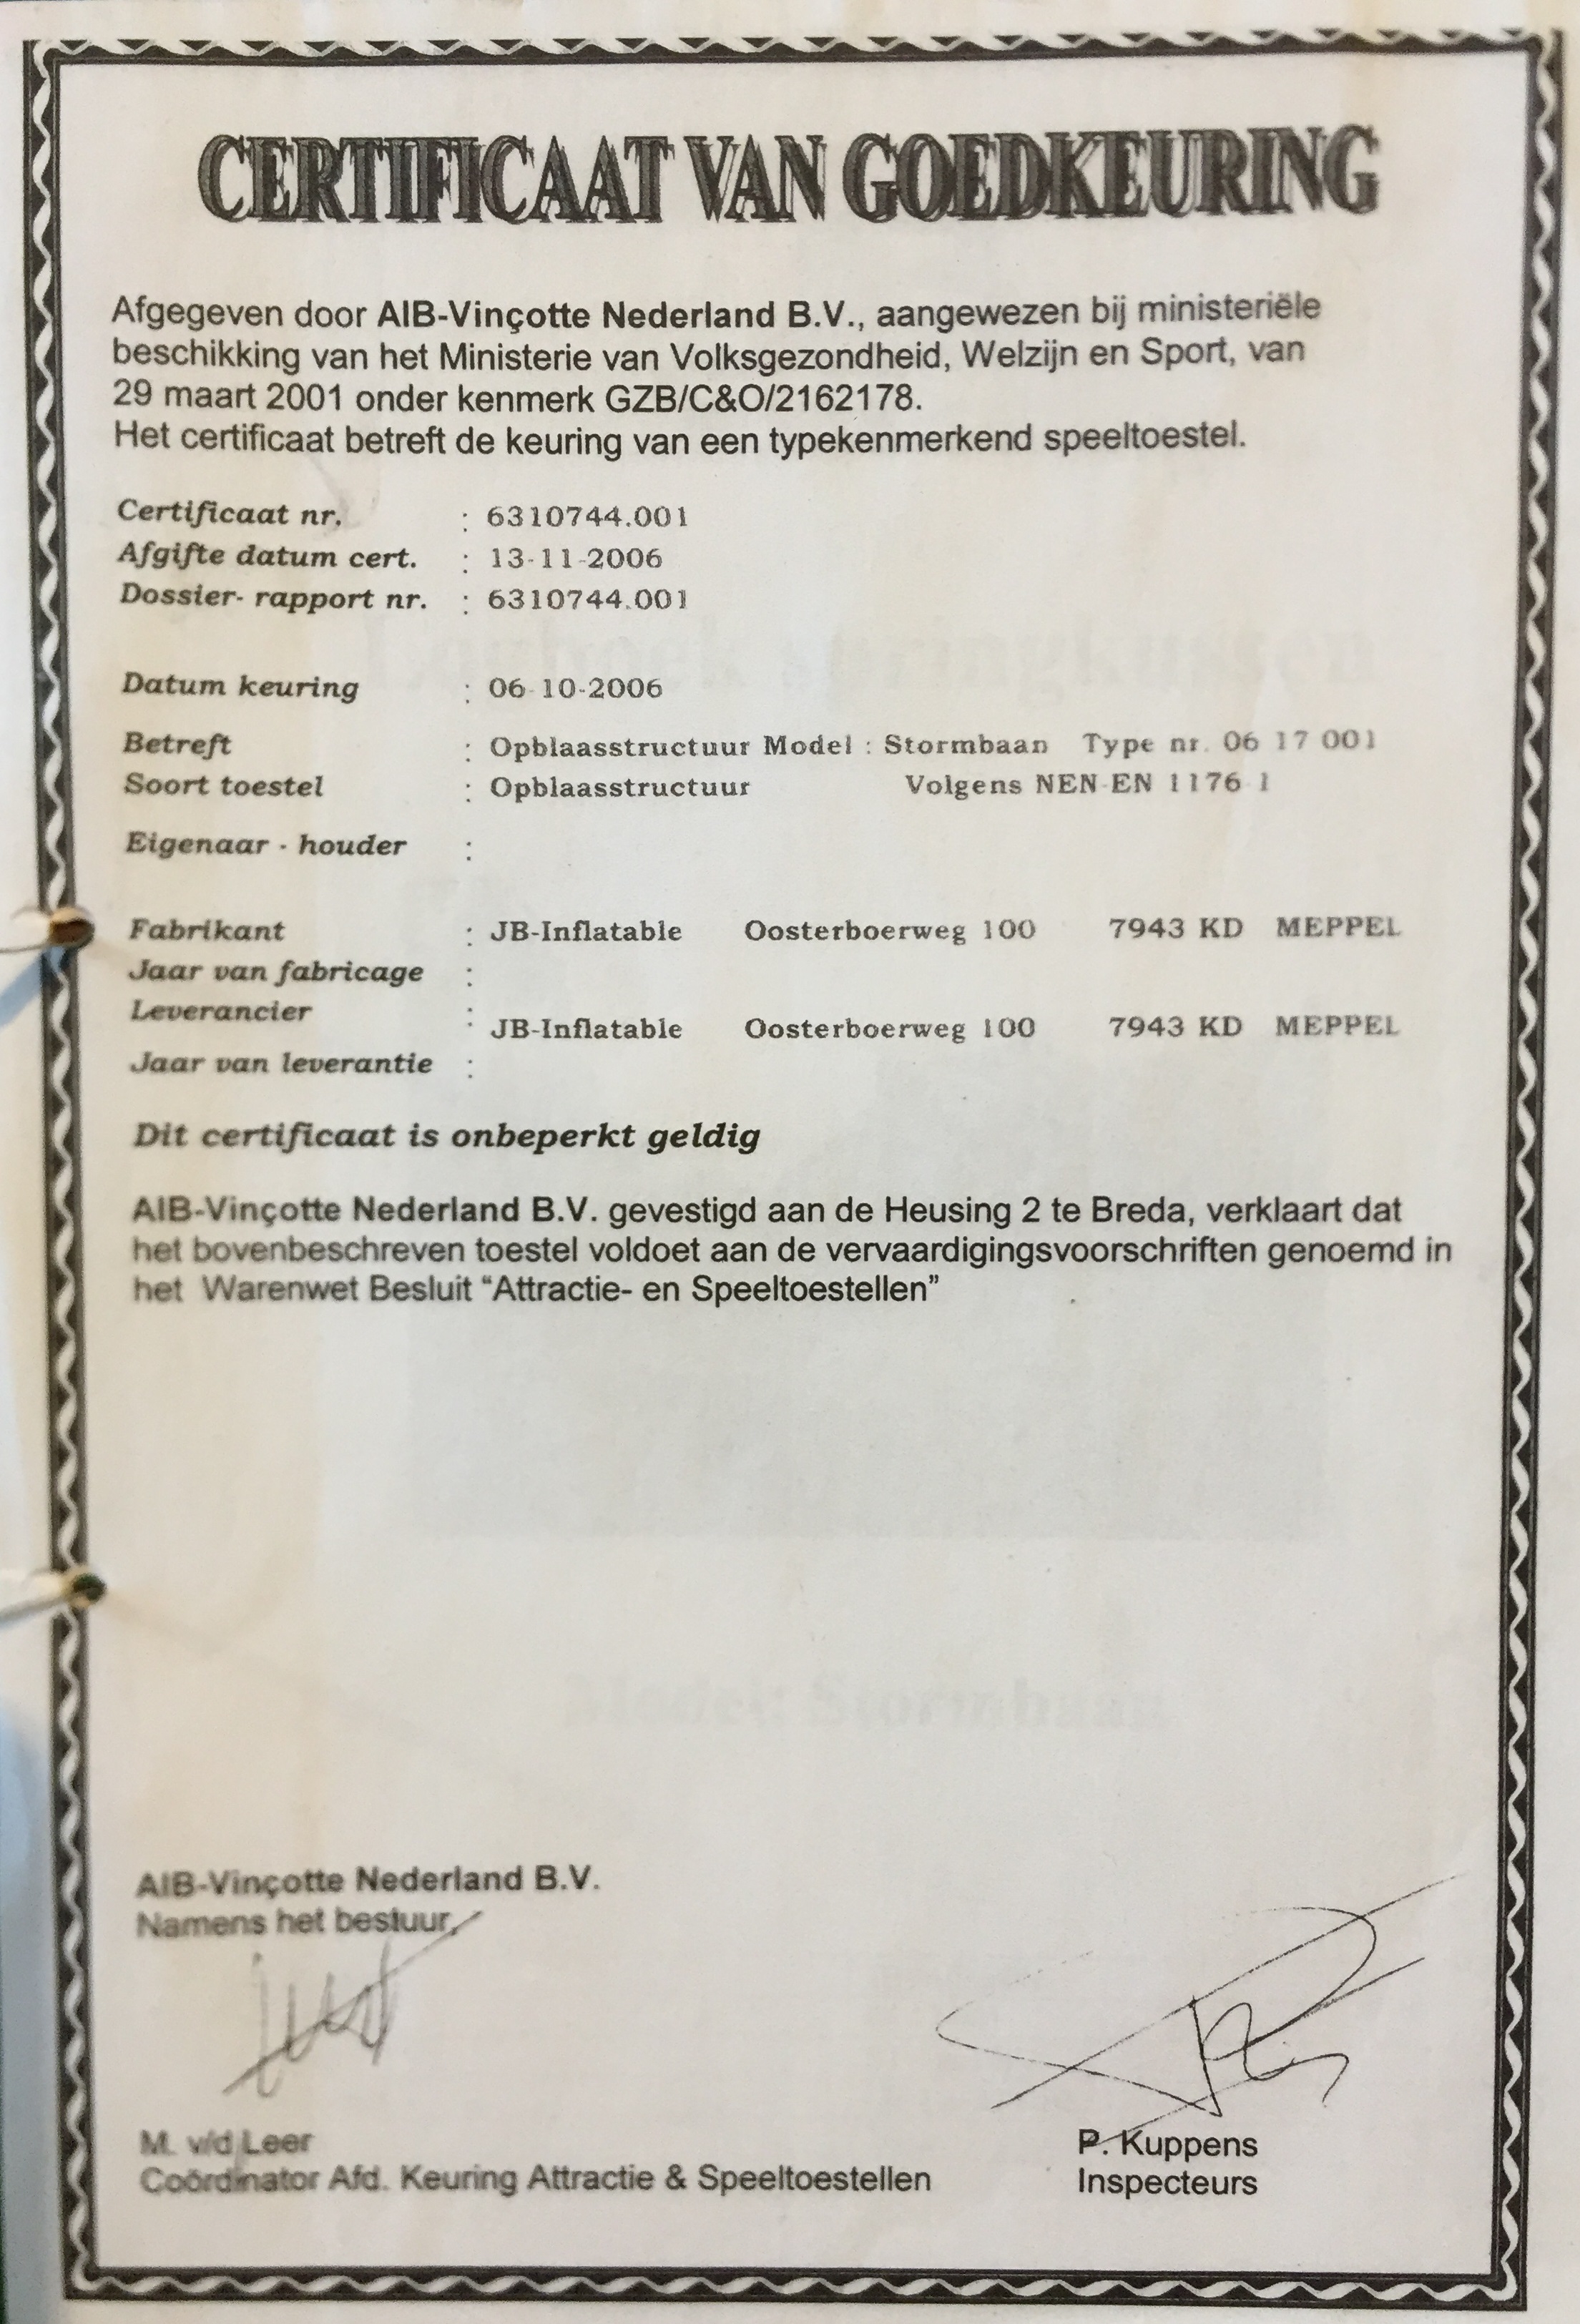 CERTIFICAAT VAN GOEDKEURING
Afgegeven door AIB-Vinçotte Nederland B.V., aangewezen bij ministeriële
beschikking van het Ministerie van Volksgezondheid, Welzijn en Sport, van
29 maart 2001 onder kenmerk GZB/C&O/2162178.
Het certificaat betreft de keuring van een typekenmerkend speeltoestel.
Certificaat nr. : 6310744.001
Afgifte datum cert. : 13-11-2006
Dossier- rapport nr. : 6310744.001
Datum keuring : 06-10-2006
Betreft : Opblaasstructuur Model : Stormbaan Type nr. 06 17 001
Soort toestel : Opblaasstructuur Volgens NEN-EN 1176-1
Eigenaar - houder :
Fabrikant : JB-Inflatable Oosterboerweg 100 7943 KD MEPPEL
Jaar van fabricage :
Leverancier : JB-Inflatable Oosterboerweg 100 7943 KD MEPPEL
Jaar van leverantie :
Dit certificaat is onbeperkt geldig
AIB-Vinçotte Nederland B.V. gevestigd aan de Heusing 2 te Breda, verklaart dat
het bovenbeschreven toestel voldoet aan de vervaardigingsvoorschriften genoemd in
het Warenwet Besluit “Attractie- en Speeltoestellen”
Model: Stormbaan
AIB-Vinçotte Nederland B.V.
Namens het bestuur,
M. v/d Leer
Coördinator Afd. Keuring Attractie & Speeltoestellen
P. Kuppens
Inspecteurs